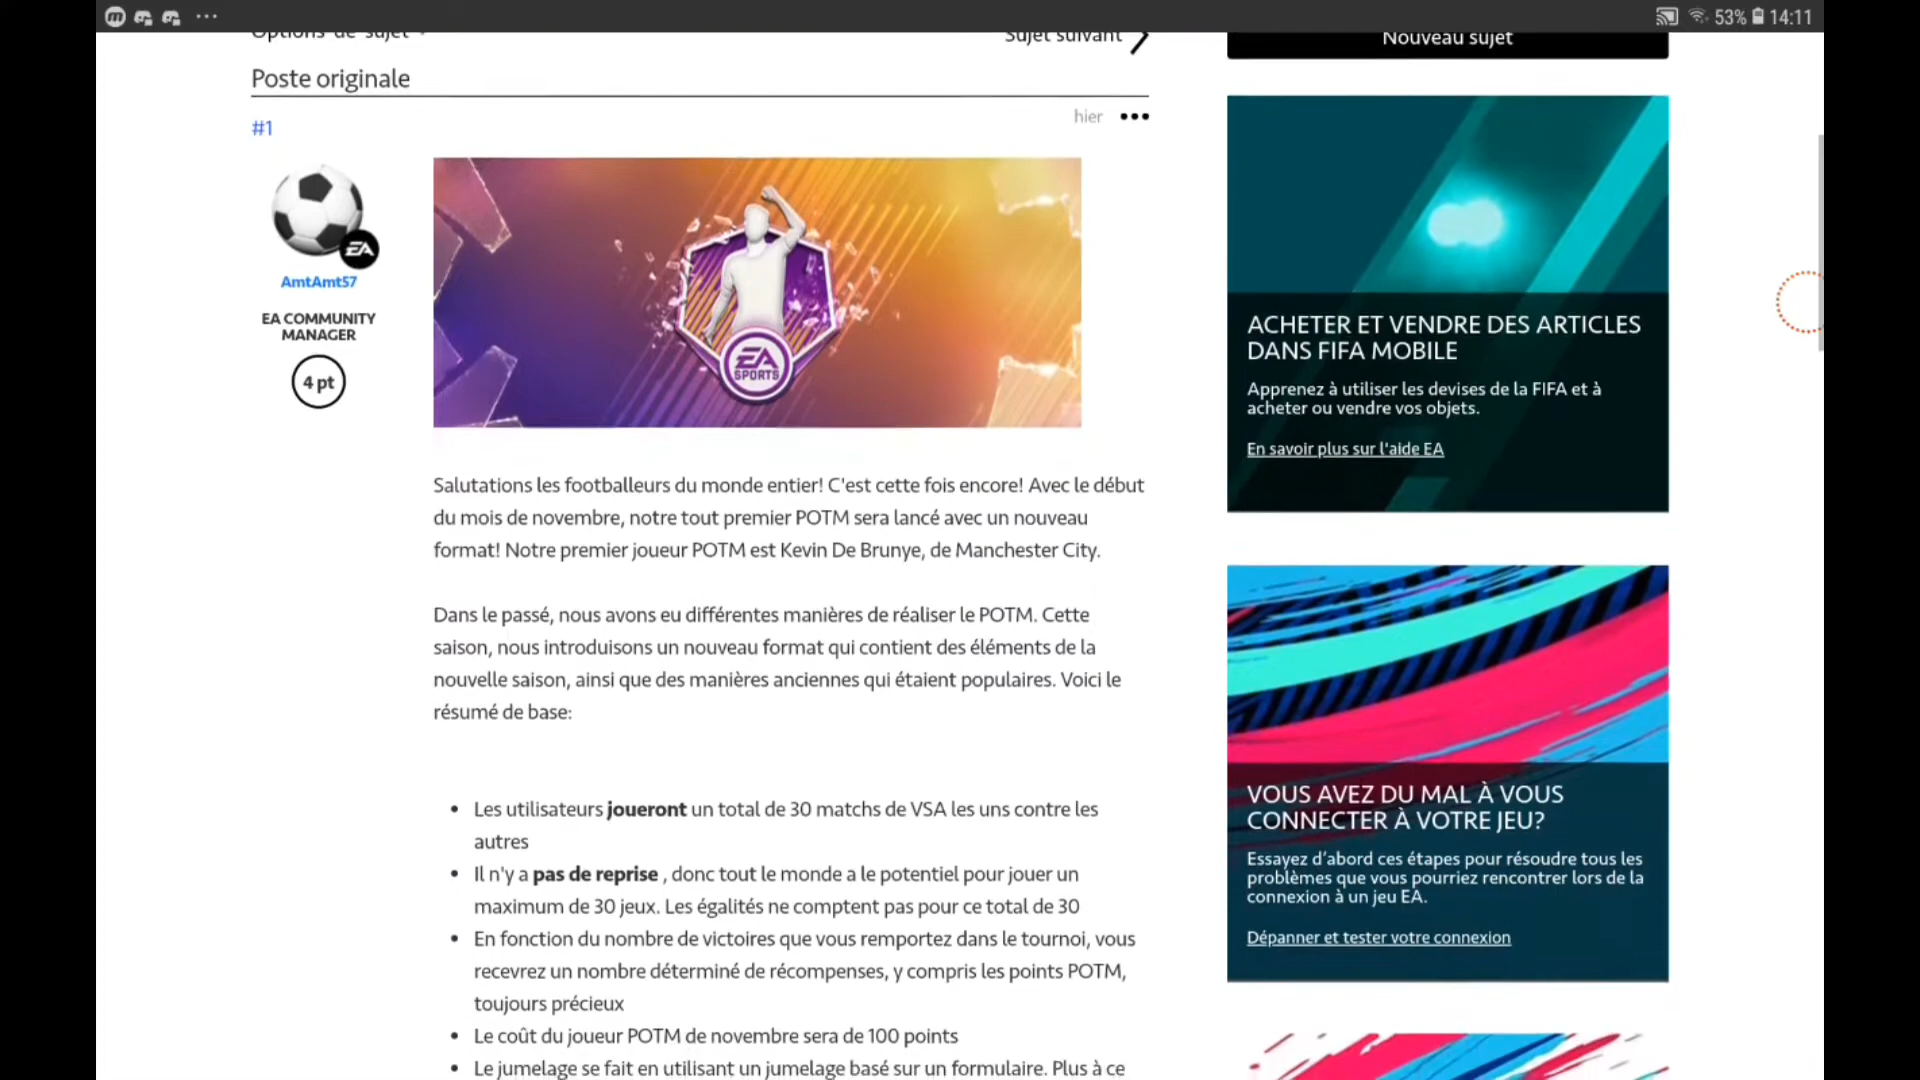 53% 14:11
Options de sujet
Sujet suivant
Nouveau sujet
Poste originale
hier
#1
EA
AmtAmt57
EA COMMUNITY
MANAGER
4 pt
EA
SPORTS
Salutations les footballeurs du monde entier! C'est cette fois encore! Avec le début
du mois de novembre, notre tout premier POTM sera lancé avec un nouveau
format! Notre premier joueur POTM est Kevin De Brunye, de Manchester City.
Dans le passé, nous avons eu différentes manières de réaliser le POTM. Cette
saison, nous introduisons un nouveau format qui contient des éléments de la
nouvelle saison, ainsi que des manières anciennes qui étaient populaires. Voici le
résumé de base:
• Les utilisateurs joueront un total de 30 matchs de VSA les uns contre les
autres
• Il n'y a pas de reprise , donc tout le monde a le potentiel pour jouer un
maximum de 30 jeux. Les égalités ne comptent pas pour ce total de 30
• En fonction du nombre de victoires que vous remportez dans le tournoi, vous
recevrez un nombre déterminé de récompenses, y compris les points POTM,
toujours précieux
• Le coût du joueur POTM de novembre sera de 100 points
• Le jumelage se fait en utilisant un jumelage basé sur un formulaire. Plus à ce
ACHETER ET VENDRE DES ARTICLES
DANS FIFA MOBILE
Apprenez à utiliser les devises de la FIFA et à
acheter ou vendre vos objets.
En savoir plus sur l'aide EA
VOUS AVEZ DU MAL À VOUS
CONNECTER À VOTRE JEU?
Essayez d’abord ces étapes pour résoudre tous les
problèmes que vous pourriez rencontrer lors de la
connexion à un jeu EA.
Dépanner et tester votre connexion